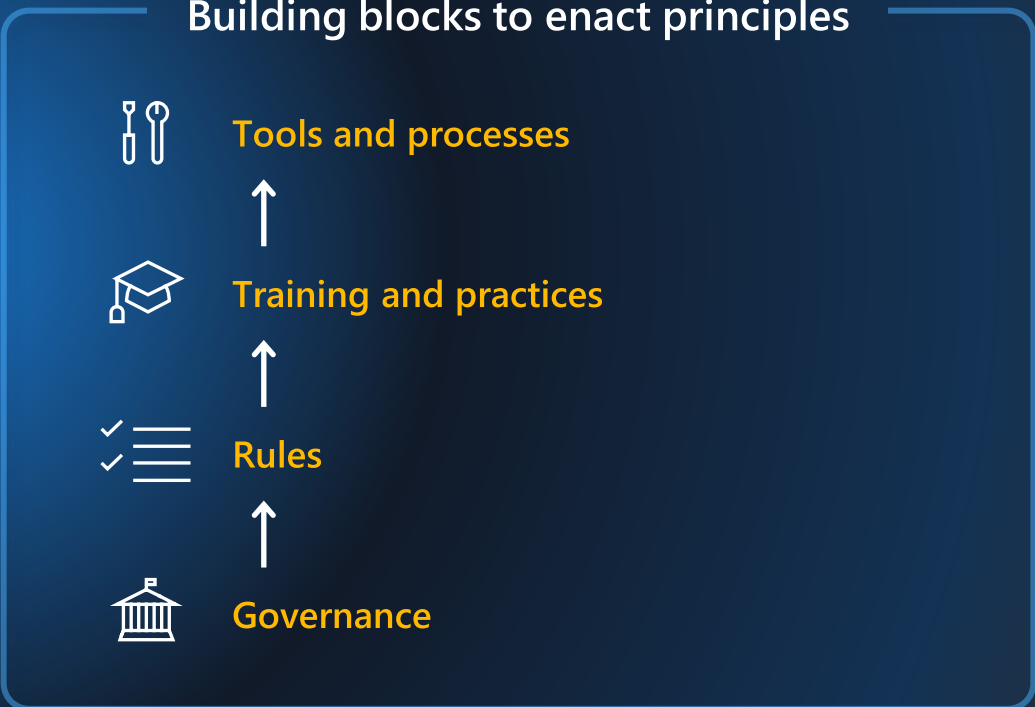 Building blocks to enact principles
Tools and processes
Training and practices
Rules
Governance